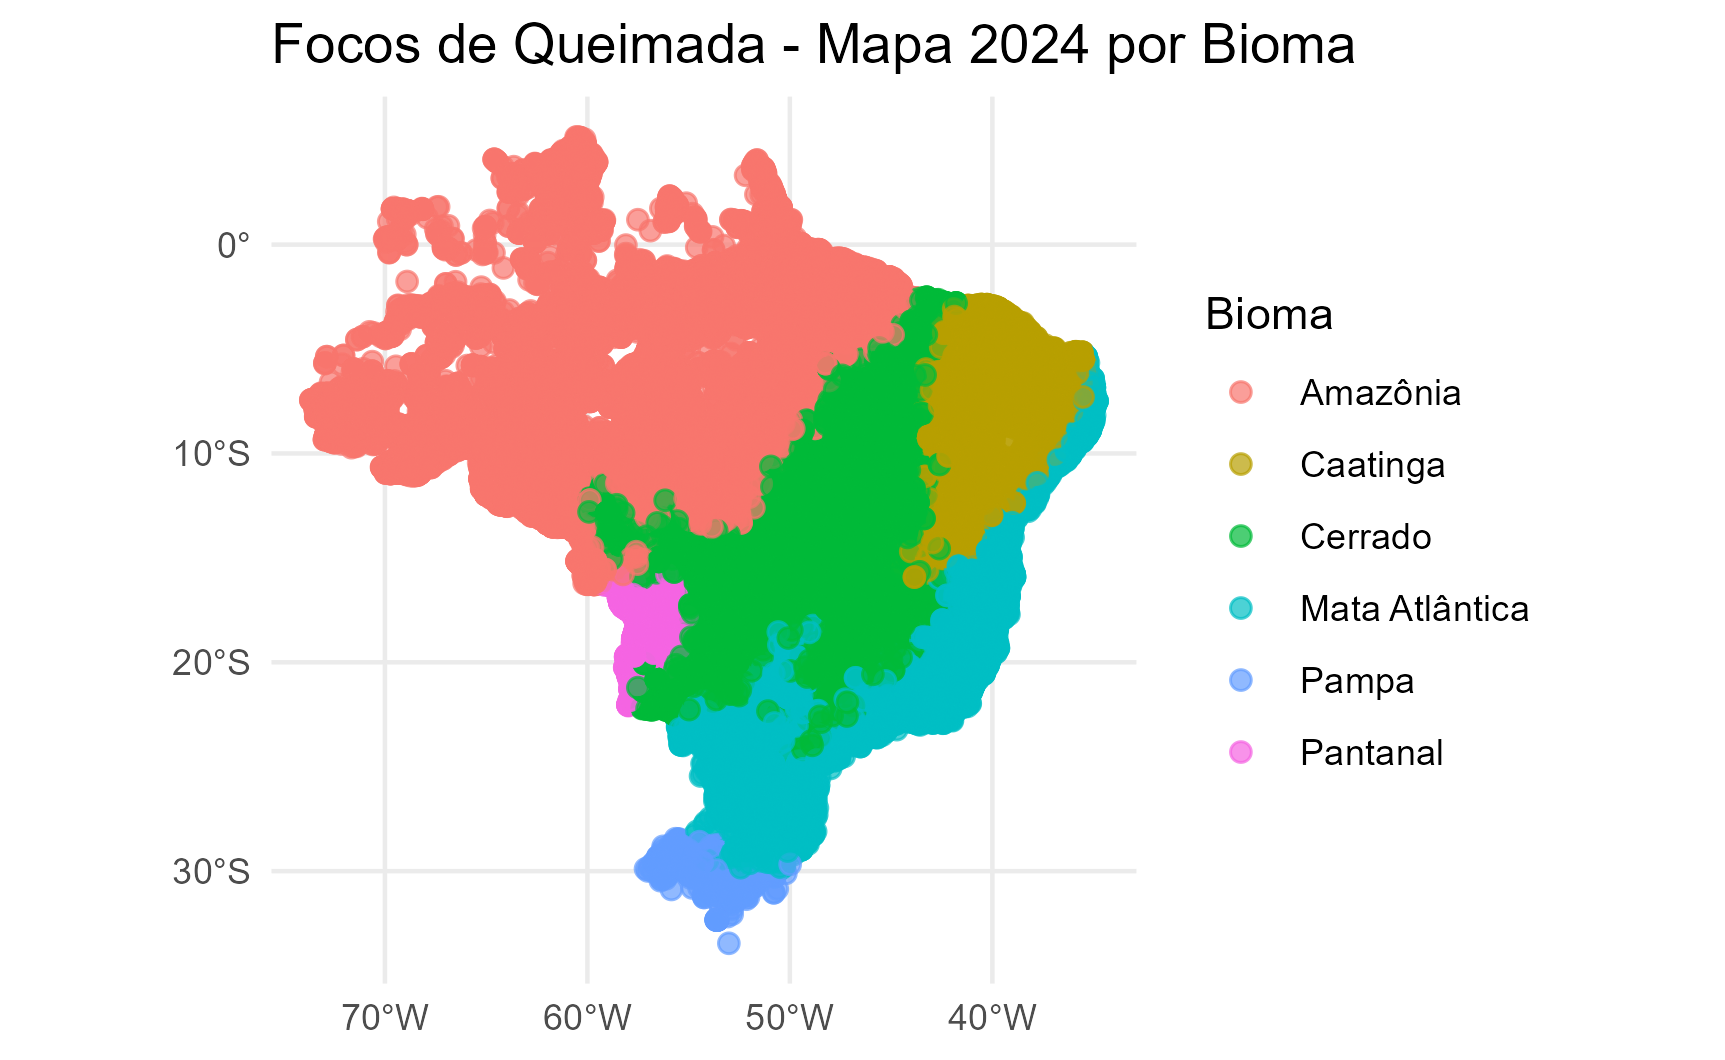 Focos de Queimada - Mapa 2024 por Bioma
0°
10°S
20°S
30°S
70°W
60°W
50°W
40°W
Bioma
Amazônia
Caatinga
Cerrado
Mata Atlântica
Pampa
Pantanal